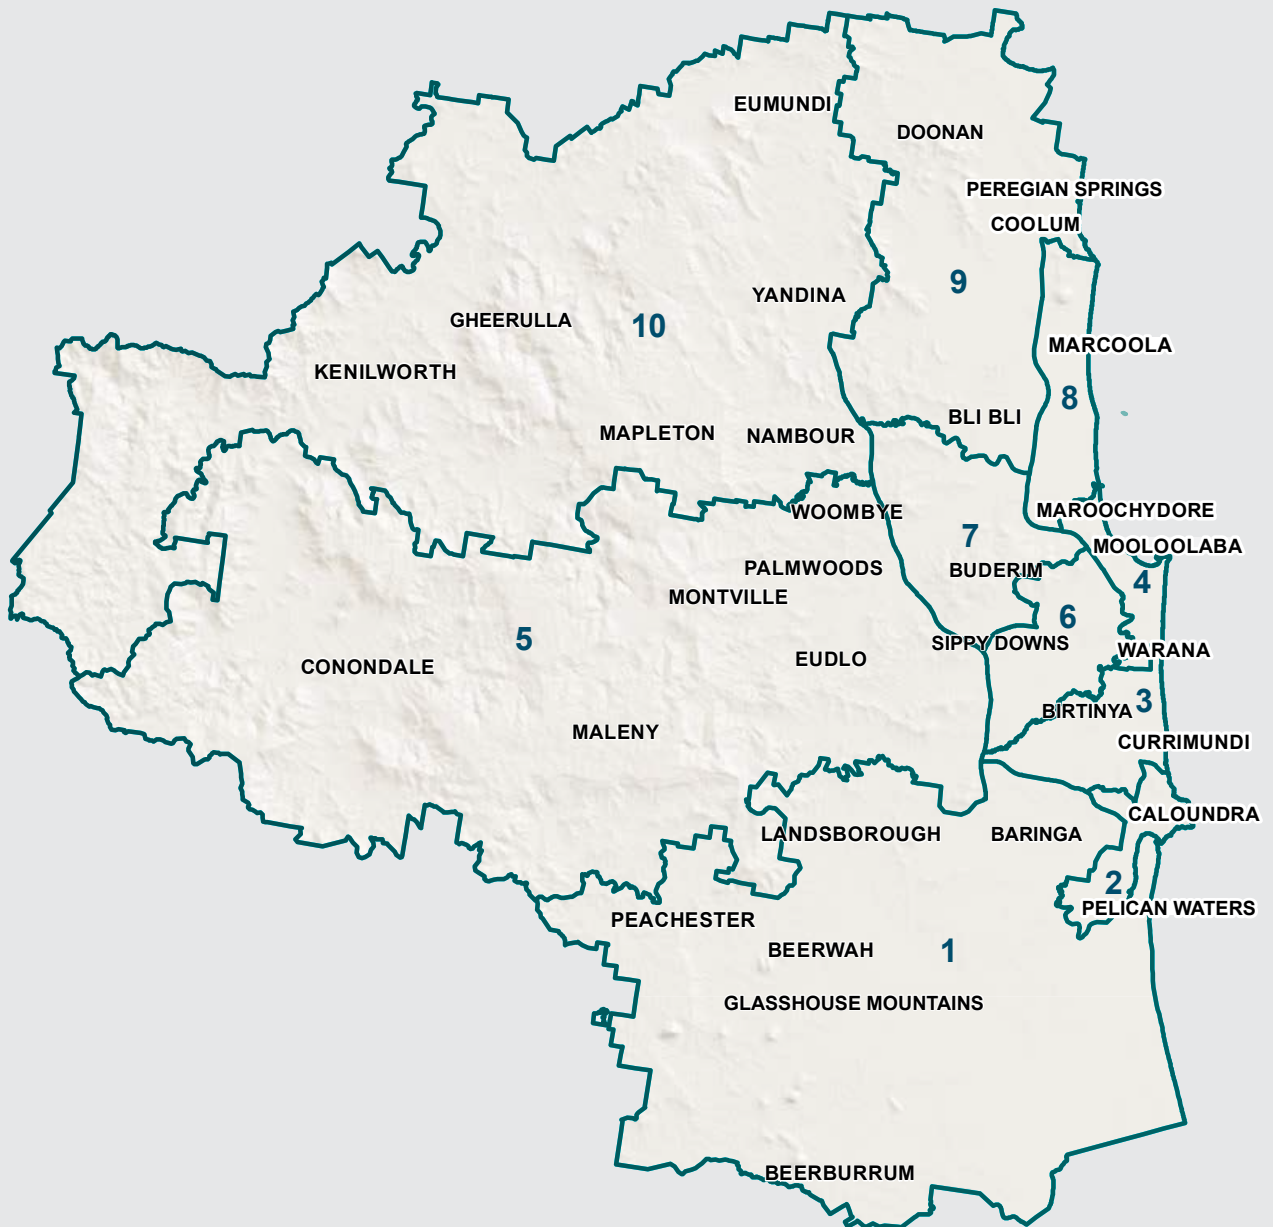 EUMUNDI
DOONAN
PEREGIAN SPRINGS
COOLUM
9
YANDINA
GHEERULLA
10
MARCOOLA
KENILWORTH
8
BLI BLI
MAPLETON
NAMBOUR
WOOMBYE
MAROOCHYDORE
7
MOOLOOLABA
PALMWOODS
BUDERIM
4
MONTVILLE
6
5
SIPPY DOWNS
WARANA
CONONDALE
EUDLO
3
BIRTINYA
MALENY
CURRIMUNDI
CALOUNDRA
LANDSBOROUGH
BARINGA
2
PELICAN WATERS
PEACHESTER
BEERWAH
1
GLASSHOUSE MOUNTAINS
BEERBURRUM